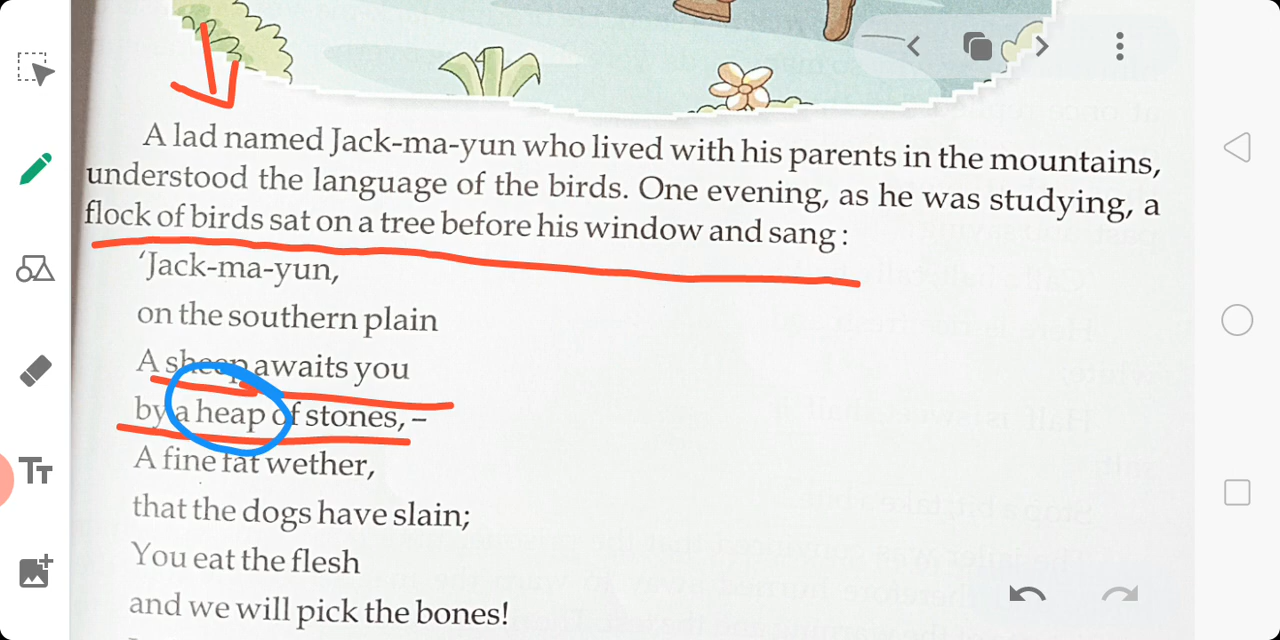 A lad named Jack-ma-yun who lived with his parents in the mountains,
understood the language of the birds. One evening, as he was studying, a
flock of birds sat on a tree before his window and sang :
‘Jack-ma-yun,
on the southern plain
A sheep awaits you
by a heap of stones, –
A fine fat wether,
that the dogs have slain;
You eat the flesh
and we will pick the bones!
TT